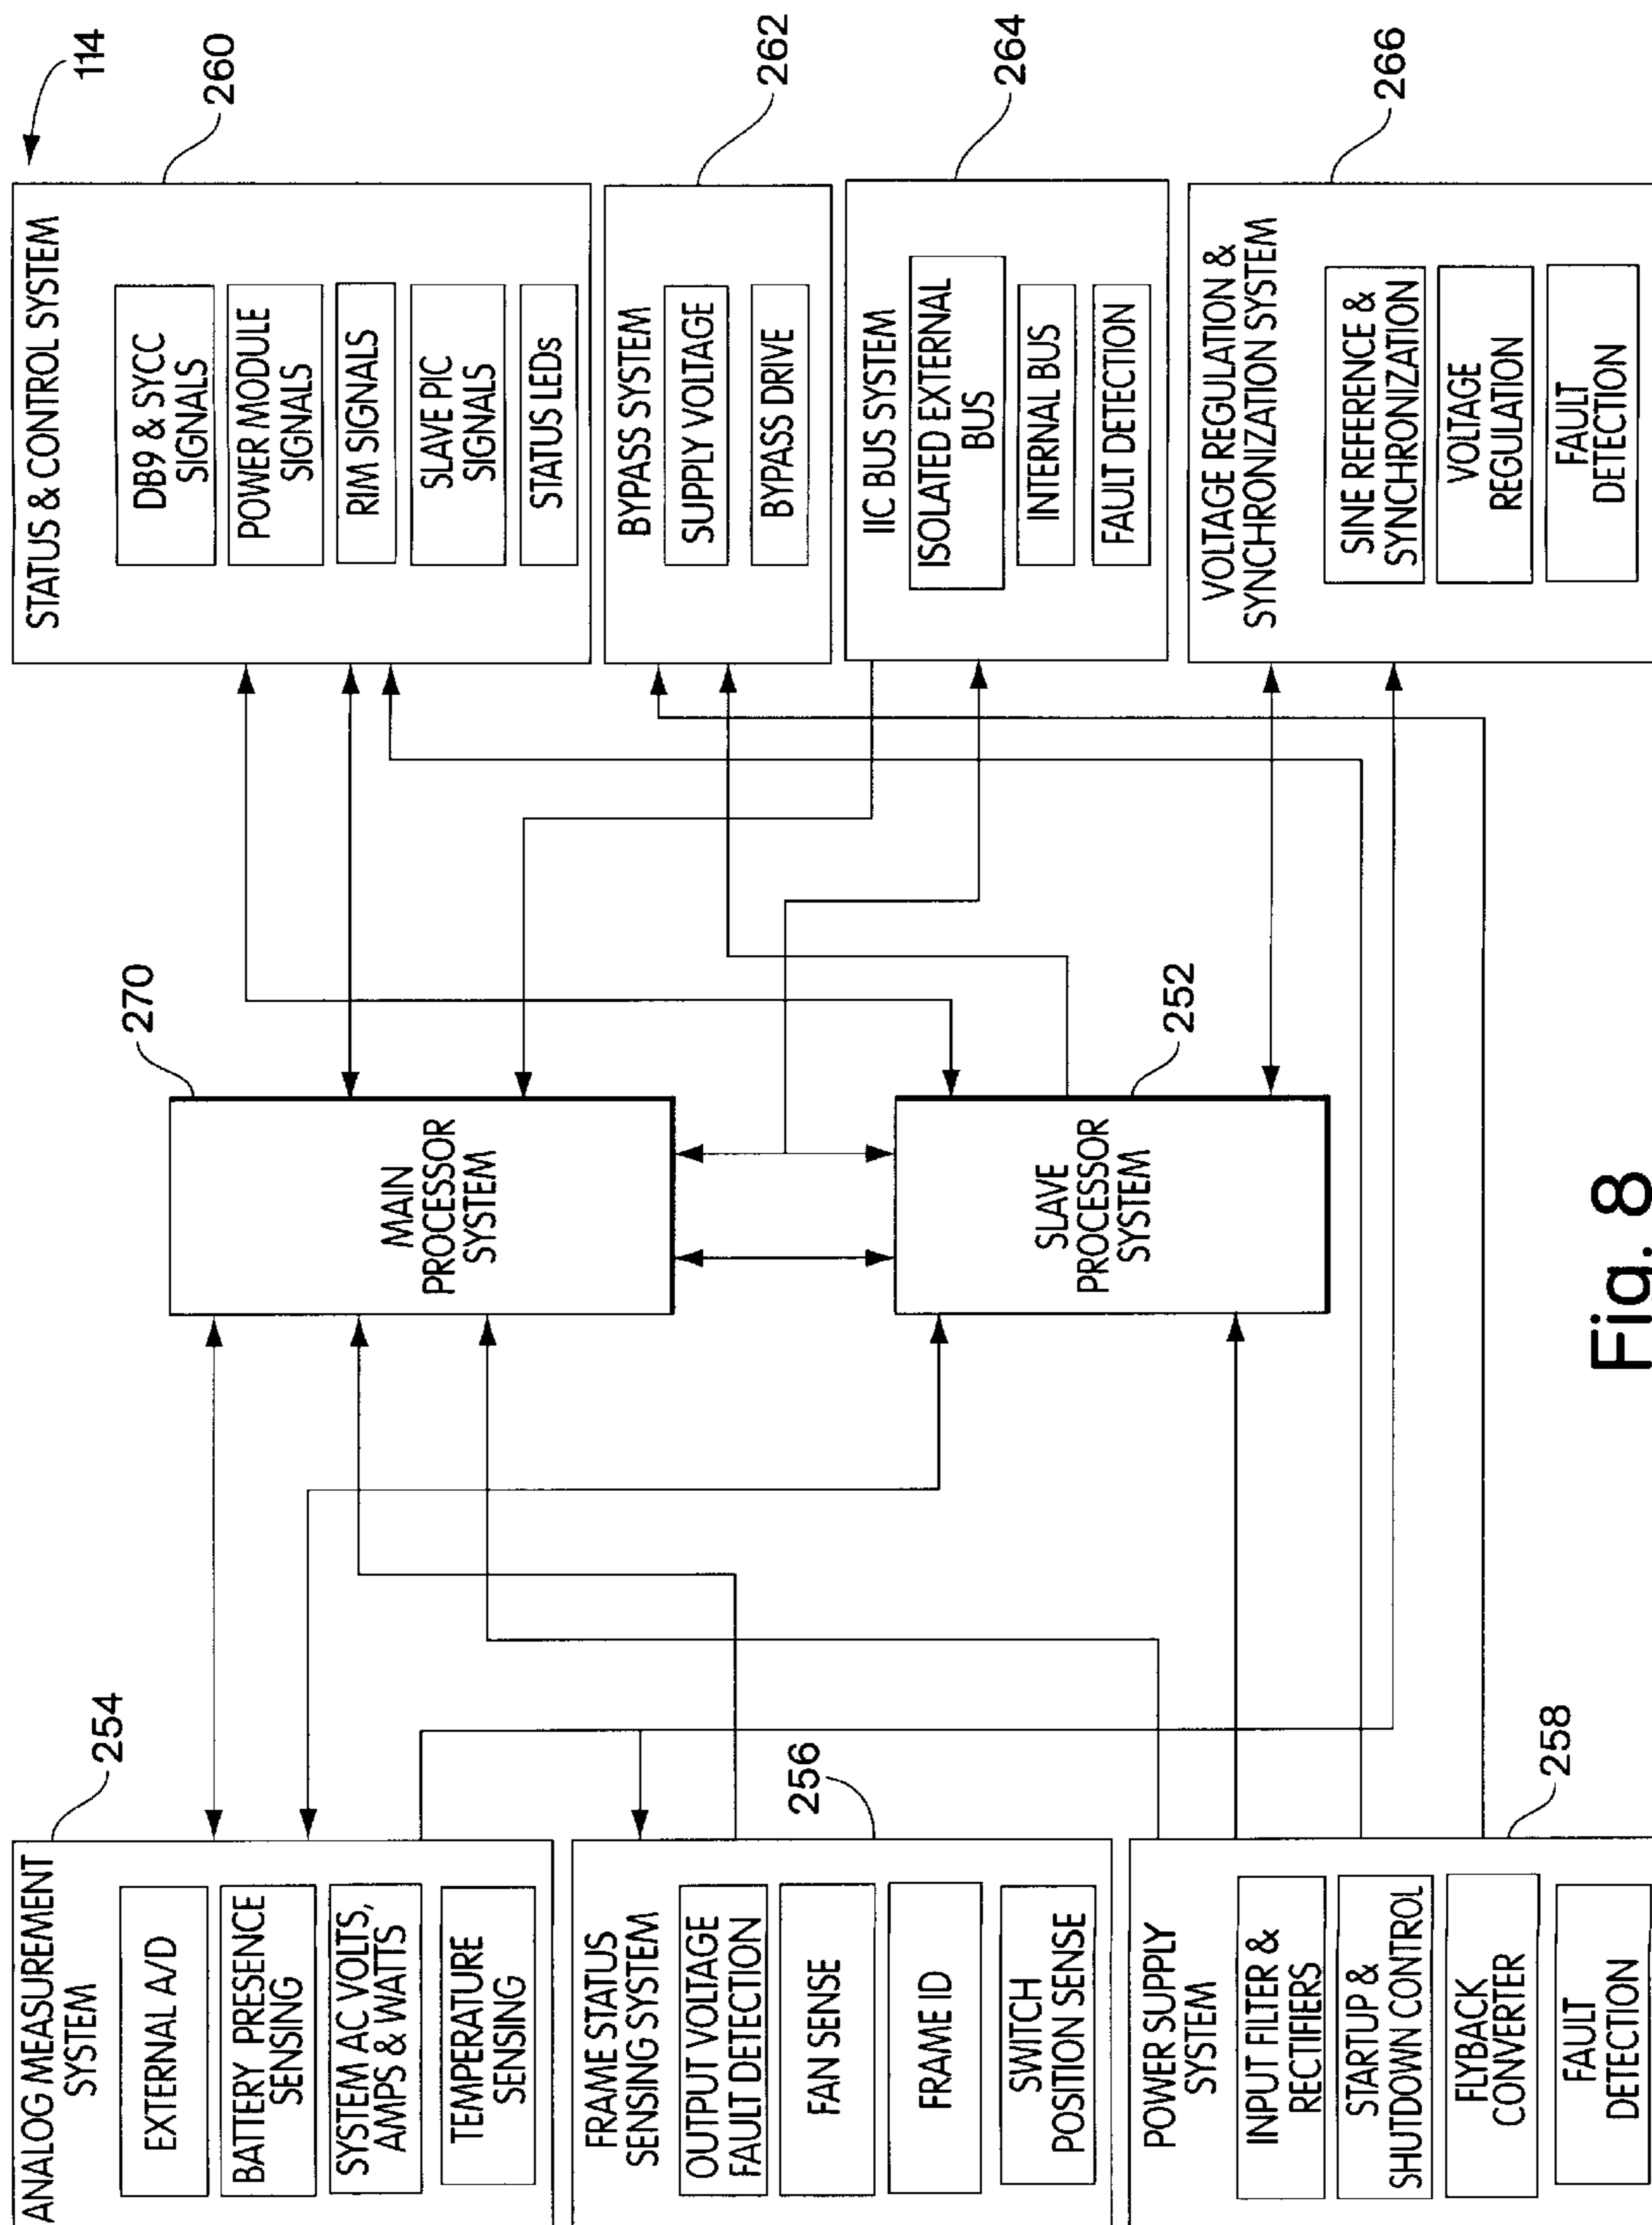 114
ANALOG MEASUREMENT
SYSTEM
254
EXTERNAL A/D
BATTERY PRESENCE
SENSING
SYSTEM AC VOLTS,
AMPS & WATTS
TEMPERATURE
SENSING
FRAME STATUS
SENSING SYSTEM
256
OUTPUT VOLTAGE
FAULT DETECTION
FAN SENSE
FRAME ID
SWITCH
POSITION SENSE
POWER SUPPLY
SYSTEM
258
INPUT FILTER &
RECTIFIERS
STARTUP &
SHUTDOWN CONTROL
FLYBACK
CONVERTER
FAULT
DETECTION
270
MAIN
PROCESSOR
SYSTEM
252
SLAVE
PROCESSOR
SYSTEM
STATUS & CONTROL SYSTEM
260
DB9 & SYCC
SIGNALS
POWER MODULE
SIGNALS
RIM SIGNALS
SLAVE PIC
SIGNALS
STATUS LEDs
BYPASS SYSTEM
262
SUPPLY VOLTAGE
BYPASS DRIVE
IIC BUS SYSTEM
264
ISOLATED EXTERNAL
BUS
INTERNAL BUS
FAULT DETECTION
VOLTAGE REGULATION &
SYNCHRONIZATION SYSTEM
266
SINE REFERENCE &
SYNCHRONIZATION
VOLTAGE
REGULATION
FAULT
DETECTION
Fig. 8